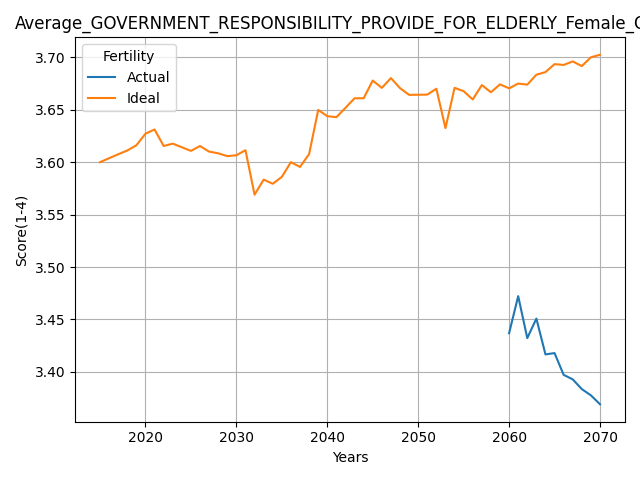 Average_GOVERNMENT_RESPONSIBILITY_PROVIDE_FOR_ELDERLY_Female_
Fertility
Actual
Ideal
Score(1-4)
3.70
3.65
3.60
3.55
3.50
3.45
3.40
2020 2030 2040 2050 2060 2070
Years